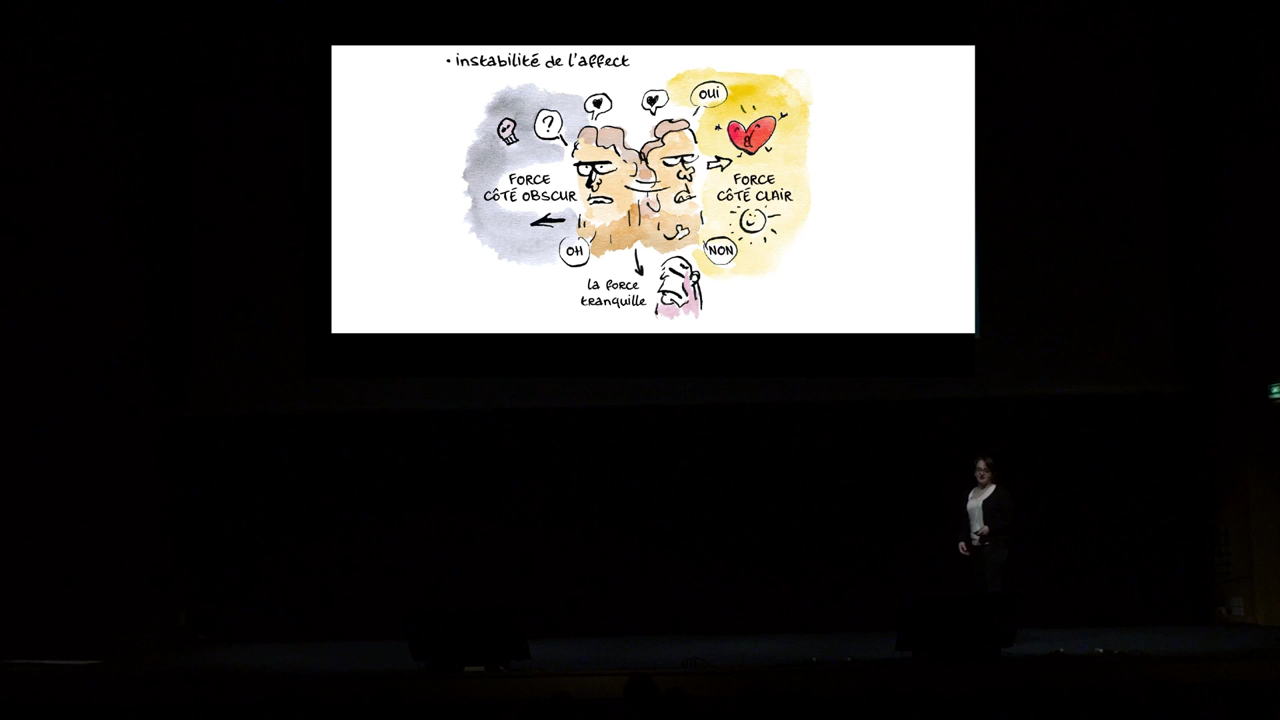 • instabilité de l'affect
OUI
?
FORCE
CÔTÉ OBSCUR
FORCE
CÔTÉ CLAIR
OH
NON
la force
tranquille